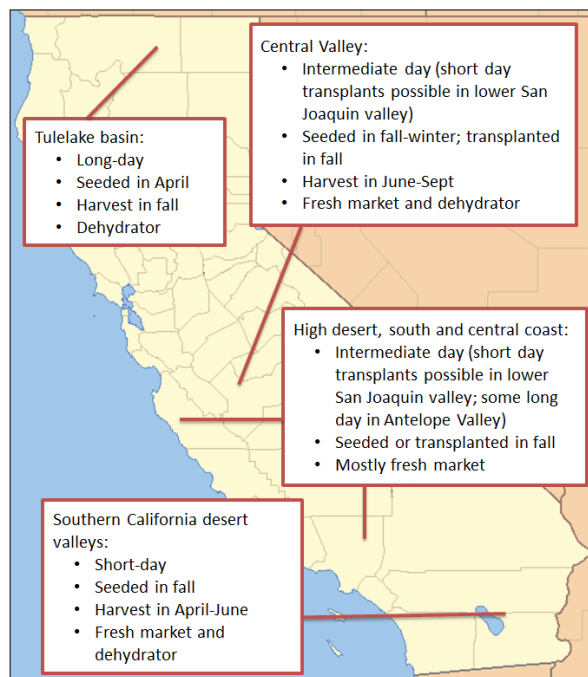 Central Valley:
• Intermediate day (short day
transplants possible in lower San
Joaquin valley)
• Seeded in fall-winter; transplanted
in fall
• Harvest in June-Sept
• Fresh market and dehydrator
Tulelake basin:
• Long-day
• Seeded in April
• Harvest in fall
• Dehydrator
High desert, south and central coast:
• Intermediate day (short day
transplants possible in lower
San Joaquin valley; some long
day in Antelope Valley)
• Seeded or transplanted in fall
• Mostly fresh market
Southern California desert
valleys:
• Short-day
• Seeded in fall
• Harvest in April-June
• Fresh market and
dehydrator